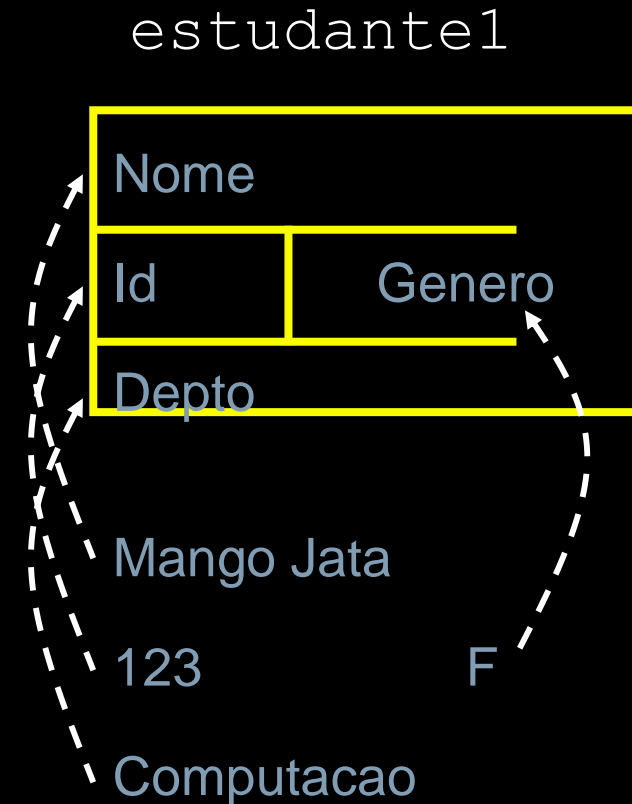 estudante1
Nome
Id Genero
Depto
Mango Jata
123 F
Computacao